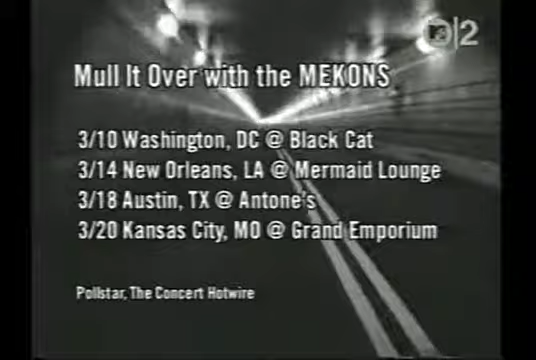 M|2
Mull It Over with the MEKONS
3/10 Washington, DC @ Black Cat
3/14 New Orleans, LA @ Mermaid Lounge
3/18 Austin, TX @ Antone's
3/20 Kansas City, MO @ Grand Emporium
Pollstar, The Concert Hotwire